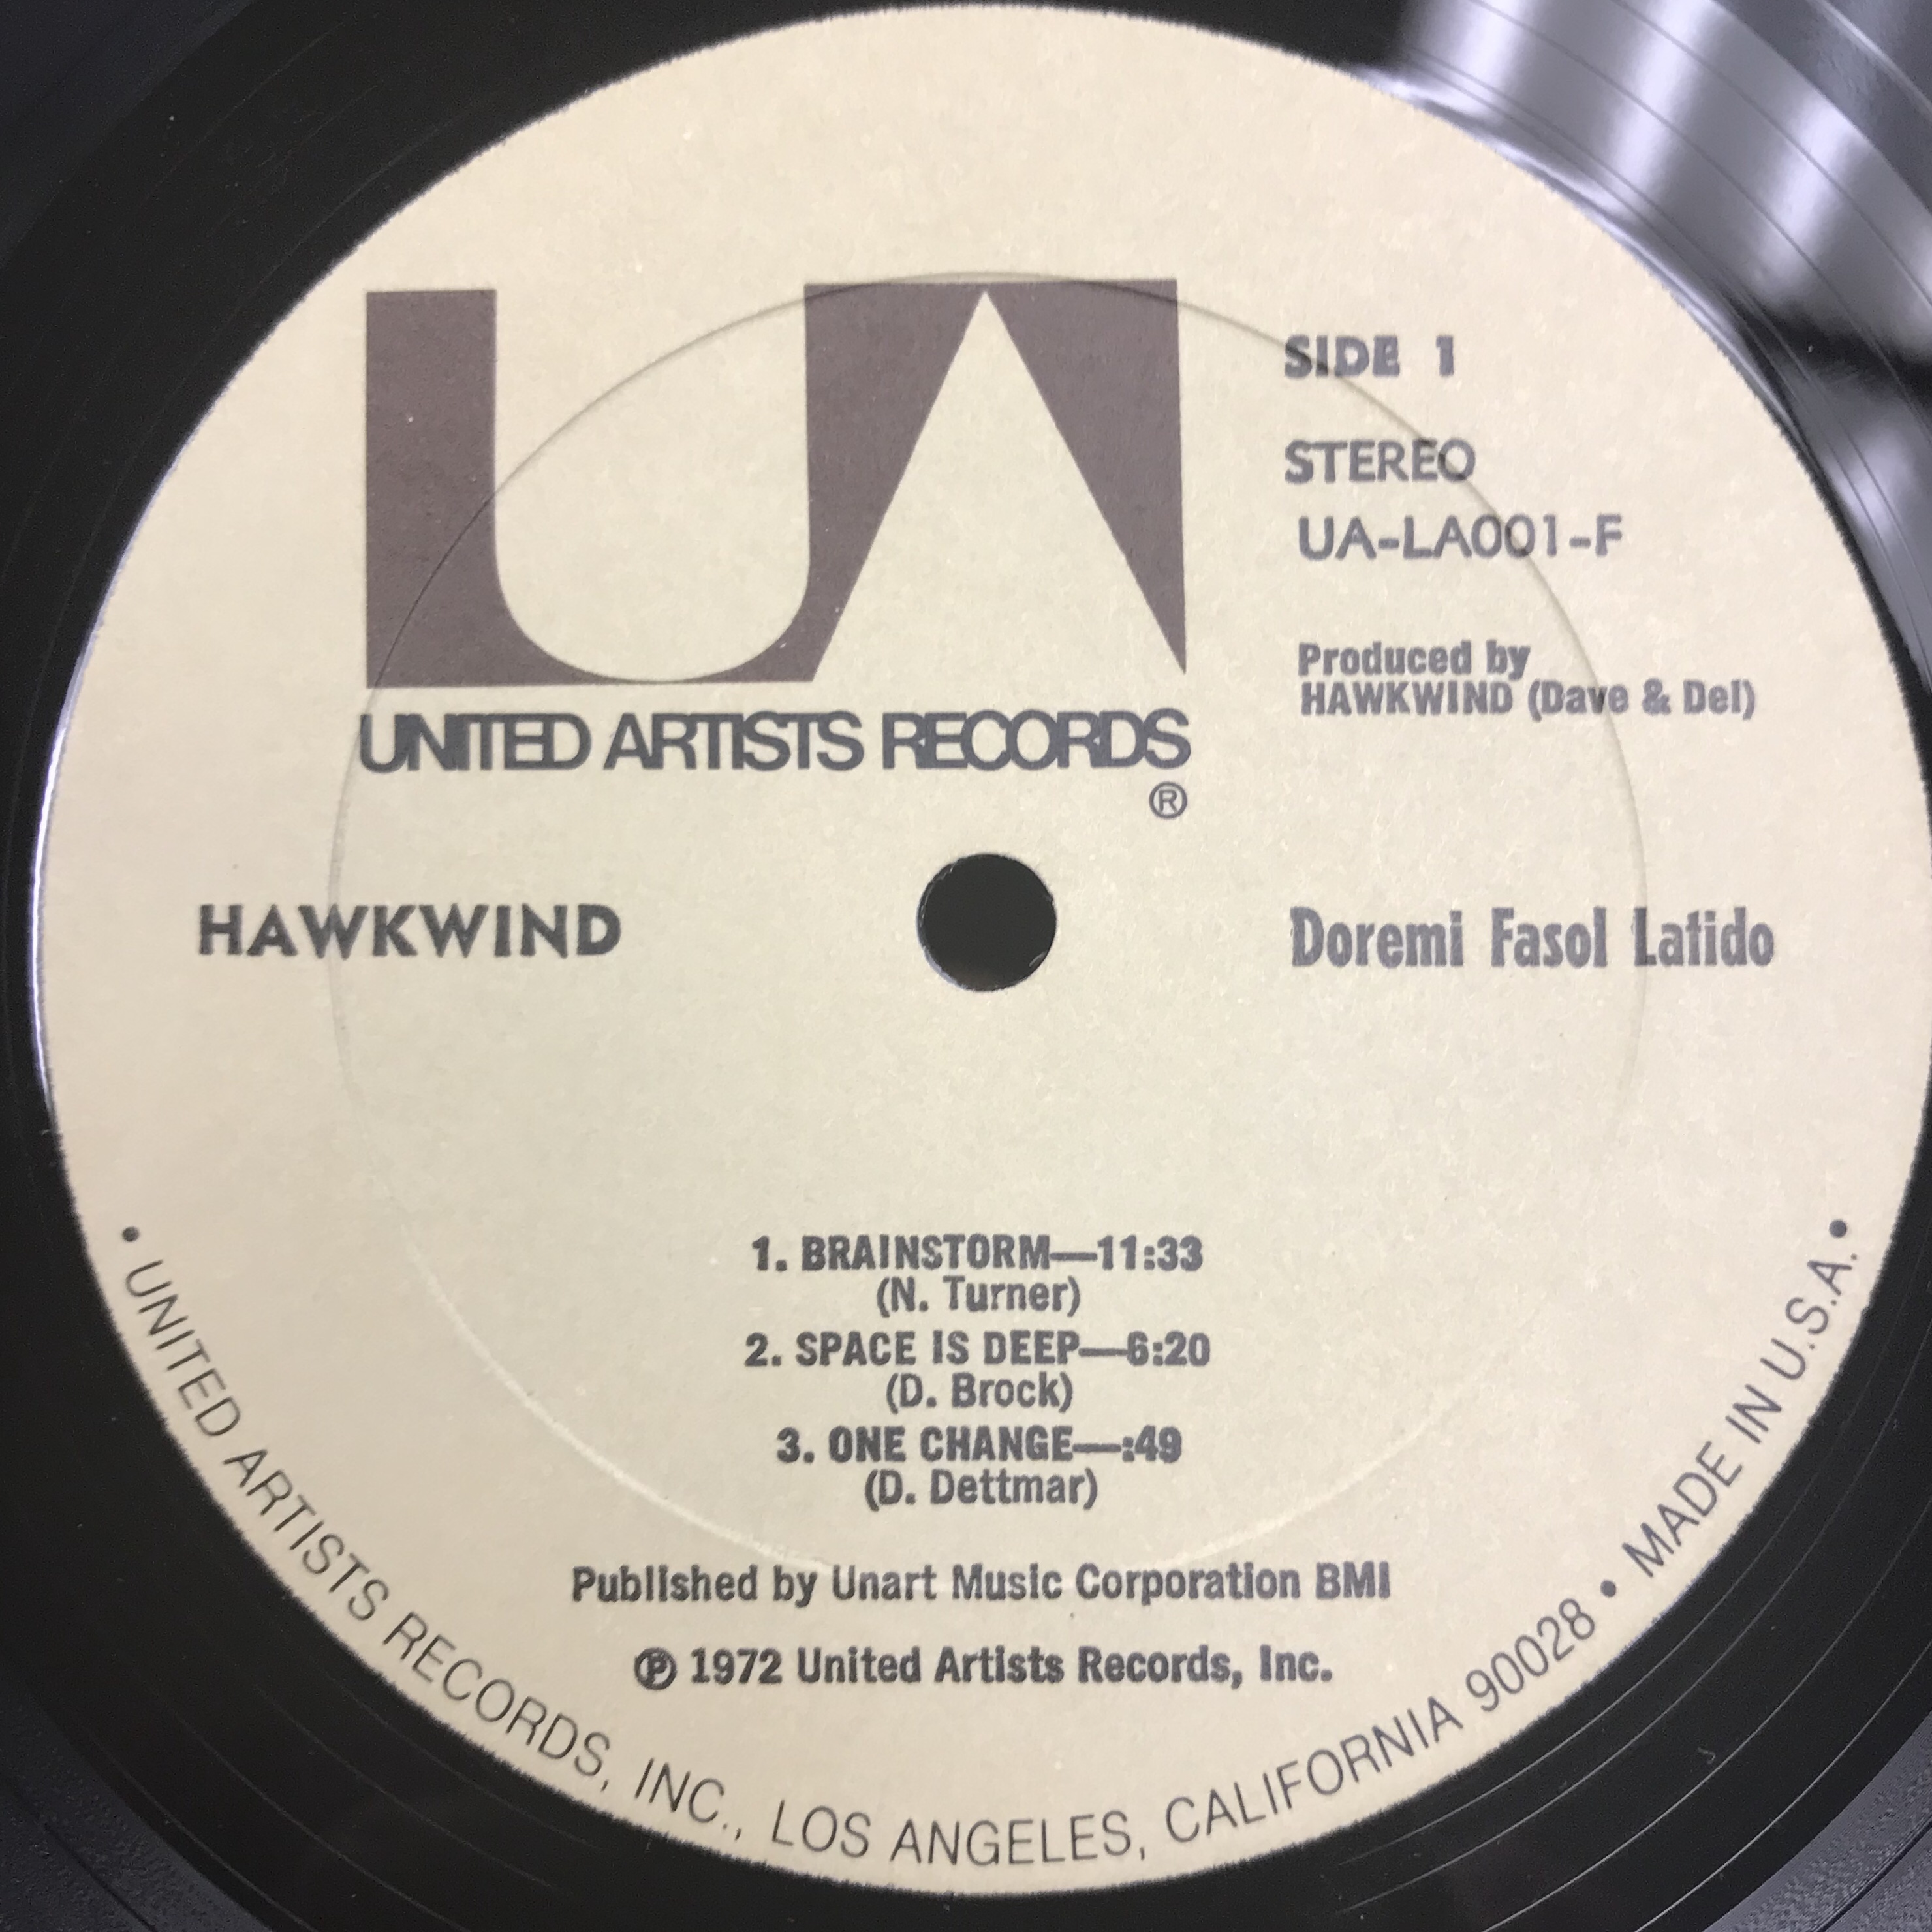 UA
UNITED ARTISTS RECORDS
®
SIDE 1
STEREO
UA-LA001-F
Produced by
HAWKWIND (Dave & Del)
HAWKWIND
Doremi Fasol Latido
1. BRAINSTORM—11:33
(N. Turner)
2. SPACE IS DEEP—6:20
(D. Brock)
3. ONE CHANGE—:49
(D. Dettmar)
Published by Unart Music Corporation BMI
℗ 1972 United Artists Records, Inc.
• UNITED ARTISTS RECORDS, INC., LOS ANGELES, CALIFORNIA 90028 • MADE IN U.S.A. •